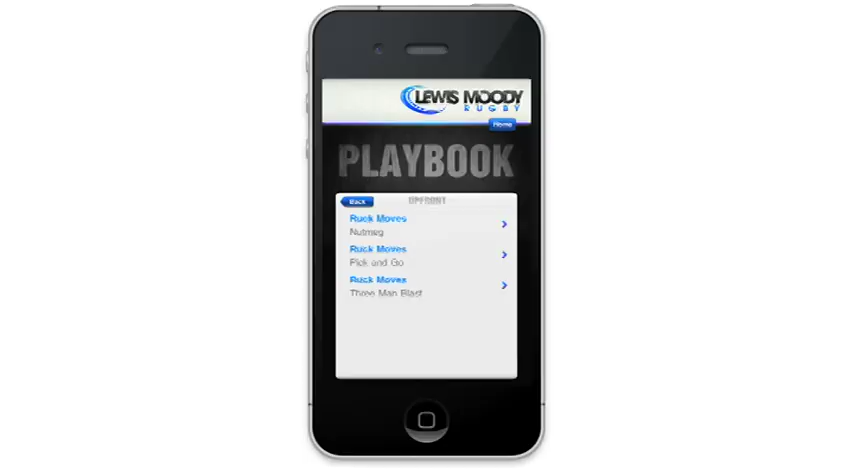 LEWIS MOODY
RUGBY
Home
PLAYBOOK
Back
UPFRONT
Ruck Moves
Nutmeg
Ruck Moves
Pick and Go
Ruck Moves
Three Man Blast